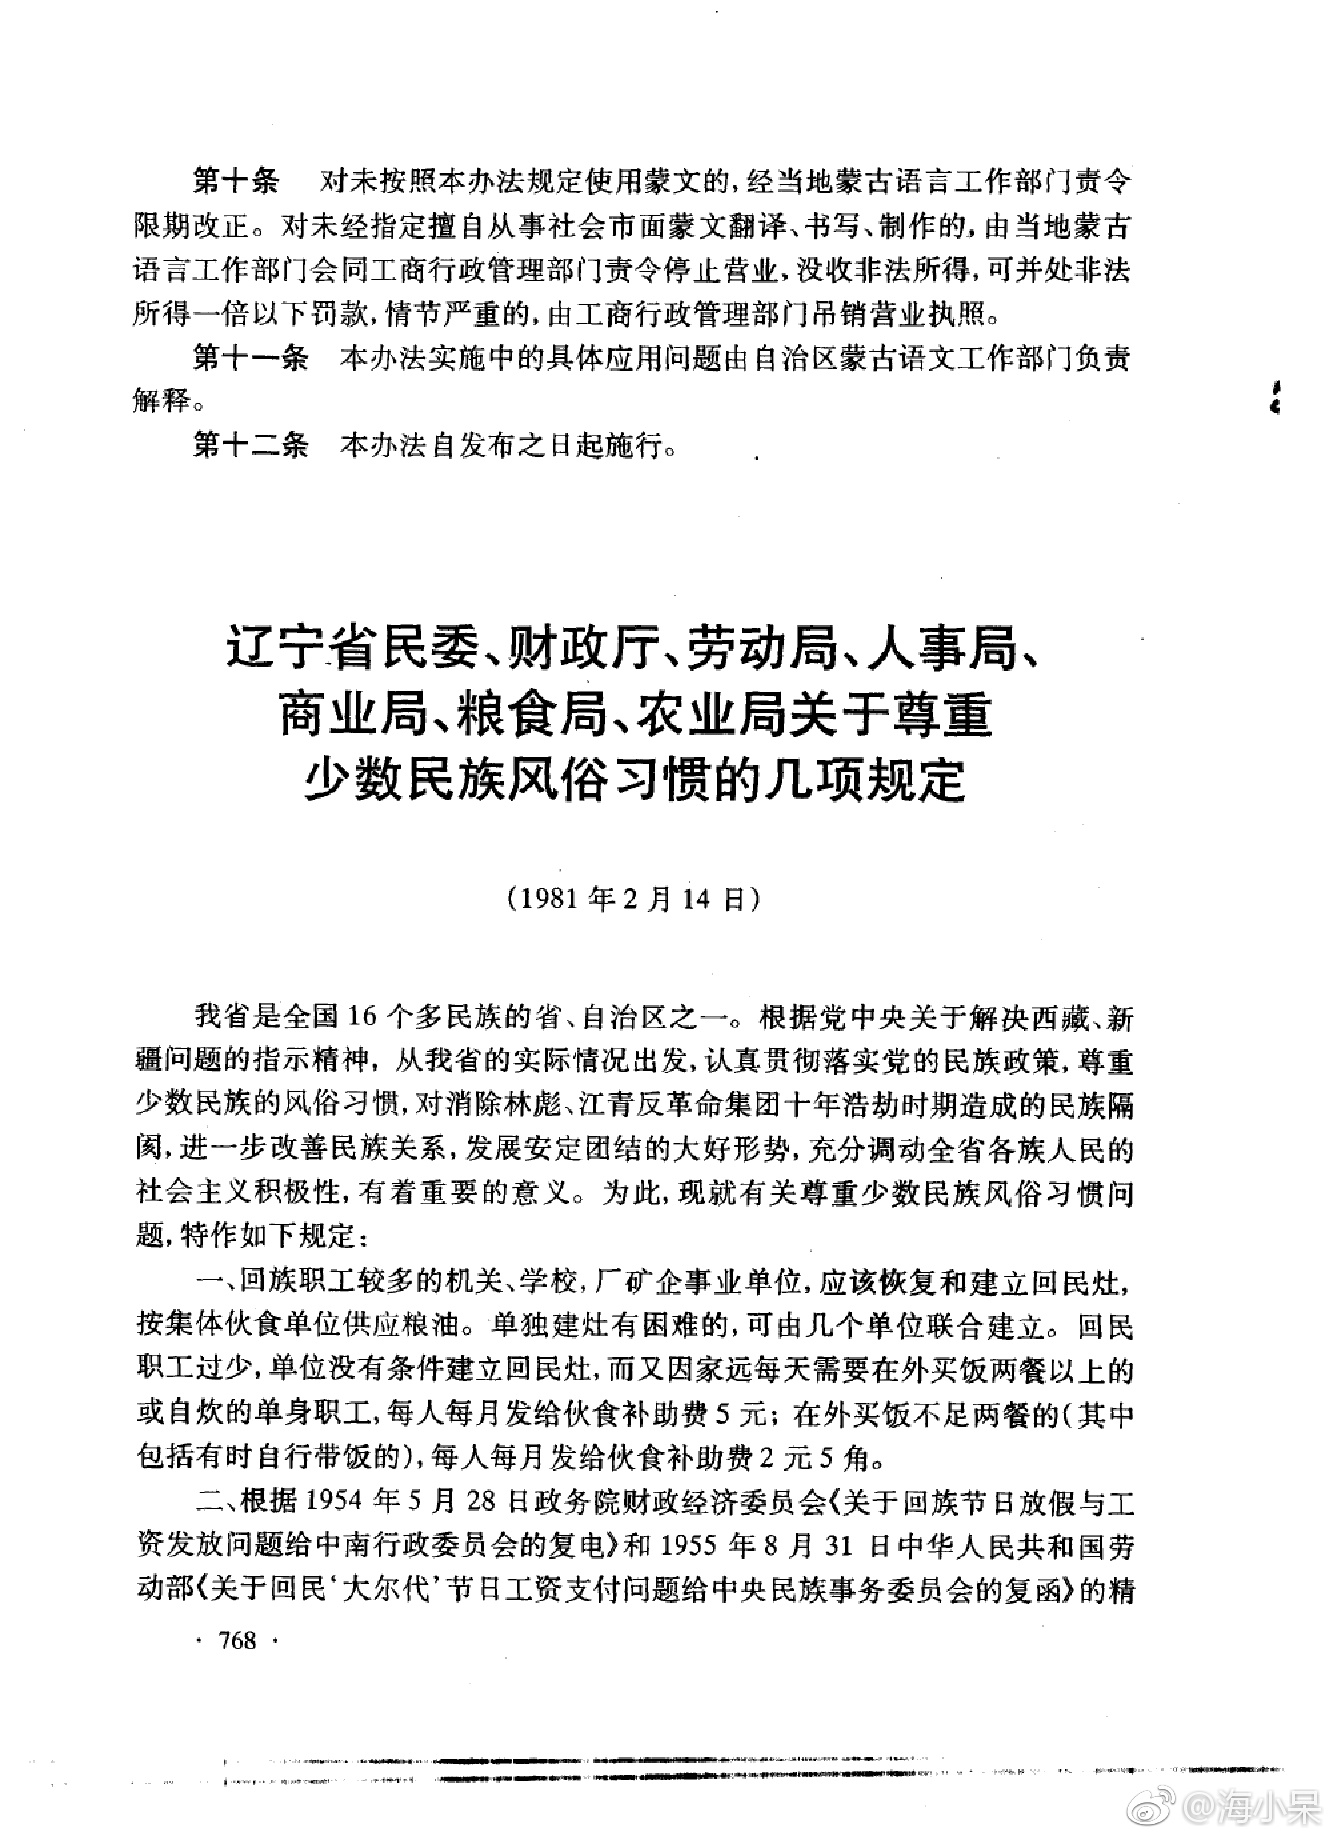 第十条　对未按照本办法规定使用蒙文的,经当地蒙古语言工作部门责令
限期改正。对未经指定擅自从事社会市面蒙文翻译、书写、制作的,由当地蒙古
语言工作部门会同工商行政管理部门责令停止营业,没收非法所得,可并处非法
所得一倍以下罚款,情节严重的,由工商行政管理部门吊销营业执照。
第十一条　本办法实施中的具体应用问题由自治区蒙古语文工作部门负责
解释。
第十二条　本办法自发布之日起施行。
辽宁省民委、财政厅、劳动局、人事局、
商业局、粮食局、农业局关于尊重
少数民族风俗习惯的几项规定
(1981年2月14日)
我省是全国16个多民族的省、自治区之一。根据党中央关于解决西藏、新
疆问题的指示精神,从我省的实际情况出发,认真贯彻落实党的民族政策,尊重
少数民族的风俗习惯,对消除林彪、江青反革命集团十年浩劫时期造成的民族隔
阂,进一步改善民族关系,发展安定团结的大好形势,充分调动全省各族人民的
社会主义积极性,有着重要的意义。为此,现就有关尊重少数民族风俗习惯问
题,特作如下规定:
一、回族职工较多的机关、学校,厂矿企事业单位,应该恢复和建立回民灶,
按集体伙食单位供应粮油。单独建灶有困难的,可由几个单位联合建立。回民
职工过少,单位没有条件建立回民灶,而又因家远每天需要在外买饭两餐以上的
或自炊的单身职工,每人每月发给伙食补助费5元;在外买饭不足两餐的(其中
包括有时自行带饭的),每人每月发给伙食补助费2元5角。
二、根据1954年5月28日政务院财政经济委员会《关于回族节日放假与工
资发放问题给中南行政委员会的复电》和1955年8月31日中华人民共和国劳
动部《关于回民‘大尔代’节日工资支付问题给中央民族事务委员会的复函》的精
· 768 ·
@海小呆